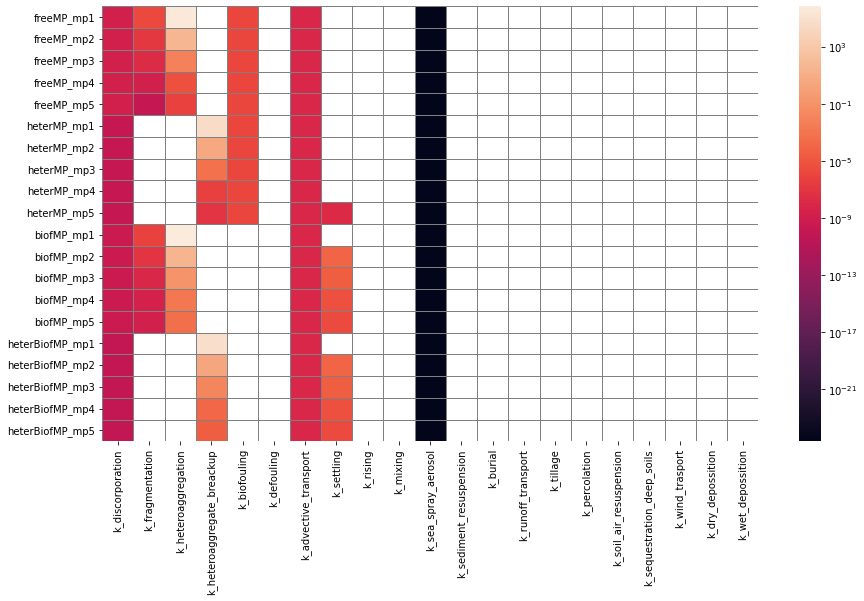 freeMP_mp1
freeMP_mp2
freeMP_mp3
freeMP_mp4
freeMP_mp5
heterMP_mp1
heterMP_mp2
heterMP_mp3
heterMP_mp4
heterMP_mp5
biofMP_mp1
biofMP_mp2
biofMP_mp3
biofMP_mp4
biofMP_mp5
heterBiofMP_mp1
heterBiofMP_mp2
heterBiofMP_mp3
heterBiofMP_mp4
heterBiofMP_mp5
k_discorporation
k_fragmentation
k_heteroaggregation
k_heteroaggregate_breackup
k_biofouling
k_defouling
k_advective_transport
k_settling
k_rising
k_mixing
k_sea_spray_aerosol
k_sediment_resuspension
k_burial
k_runoff_transport
k_tillage
k_percolation
k_soil_air_resuspension
k_sequestration_deep_soils
k_wind_trasport
k_dry_depossition
k_wet_depossition
10³
10⁻¹
10⁻⁵
10⁻⁹
10⁻¹³
10⁻¹⁷
10⁻²¹